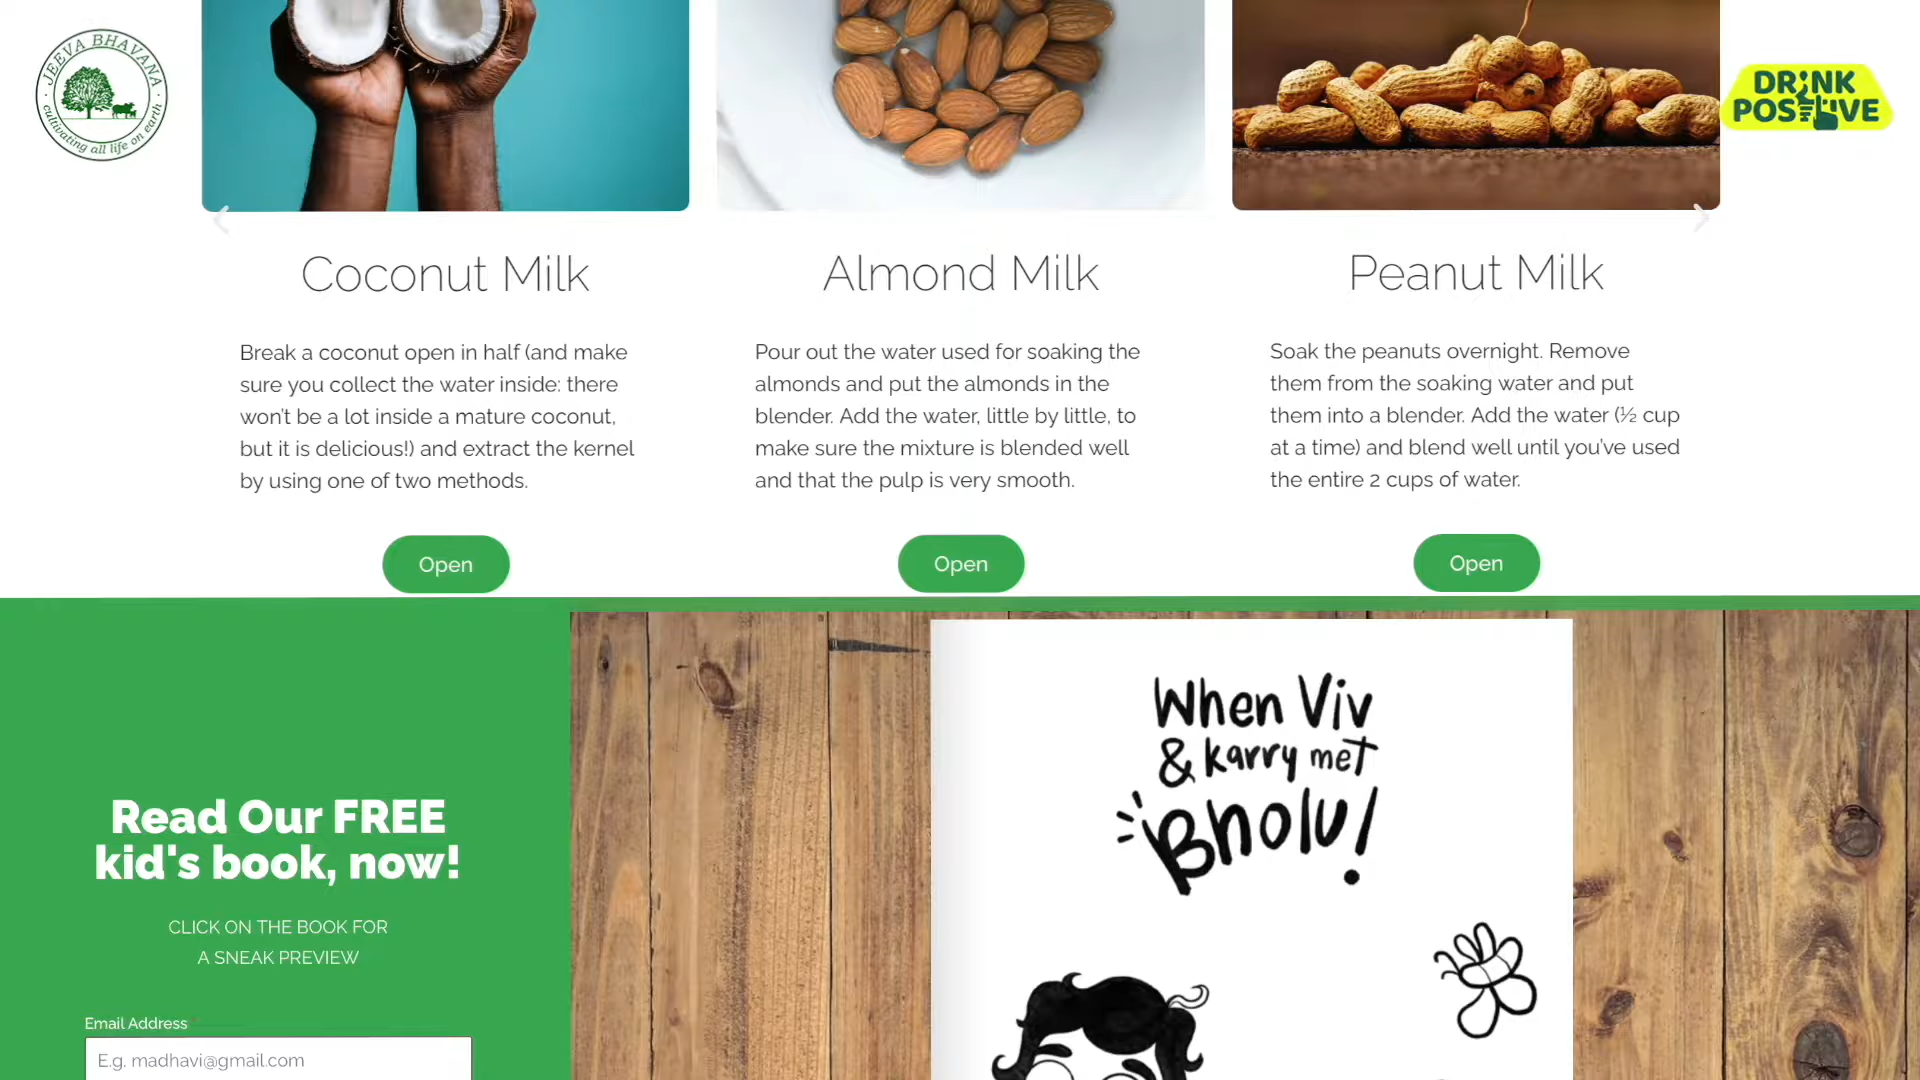 JEEVA BHAVANA
cultivating all life on earth
DRINK
POSITIVE
Coconut Milk
Break a coconut open in half (and make
sure you collect the water inside: there
won't be a lot inside a mature coconut,
but it is delicious!) and extract the kernel
by using one of two methods.
Open
Almond Milk
Pour out the water used for soaking the
almonds and put the almonds in the
blender. Add the water, little by little, to
make sure the mixture is blended well
and that the pulp is very smooth.
Open
Peanut Milk
Soak the peanuts overnight. Remove
them from the soaking water and put
them into a blender. Add the water (½ cup
at a time) and blend well until you've used
the entire 2 cups of water.
Open
Read Our FREE
kid's book, now!
CLICK ON THE BOOK FOR
A SNEAK PREVIEW
Email Address
E.g. madhavi@gmail.com
When Viv
& karry met
Bholu!